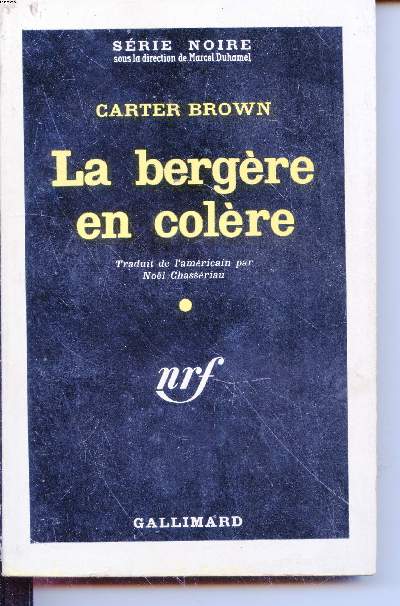 SÉRIE NOIRE
sous la direction de Marcel Duhamel
CARTER BROWN
La bergère
en colère
Traduit de l'américain par
Noël Chassériau
nrf
GALLIMARD